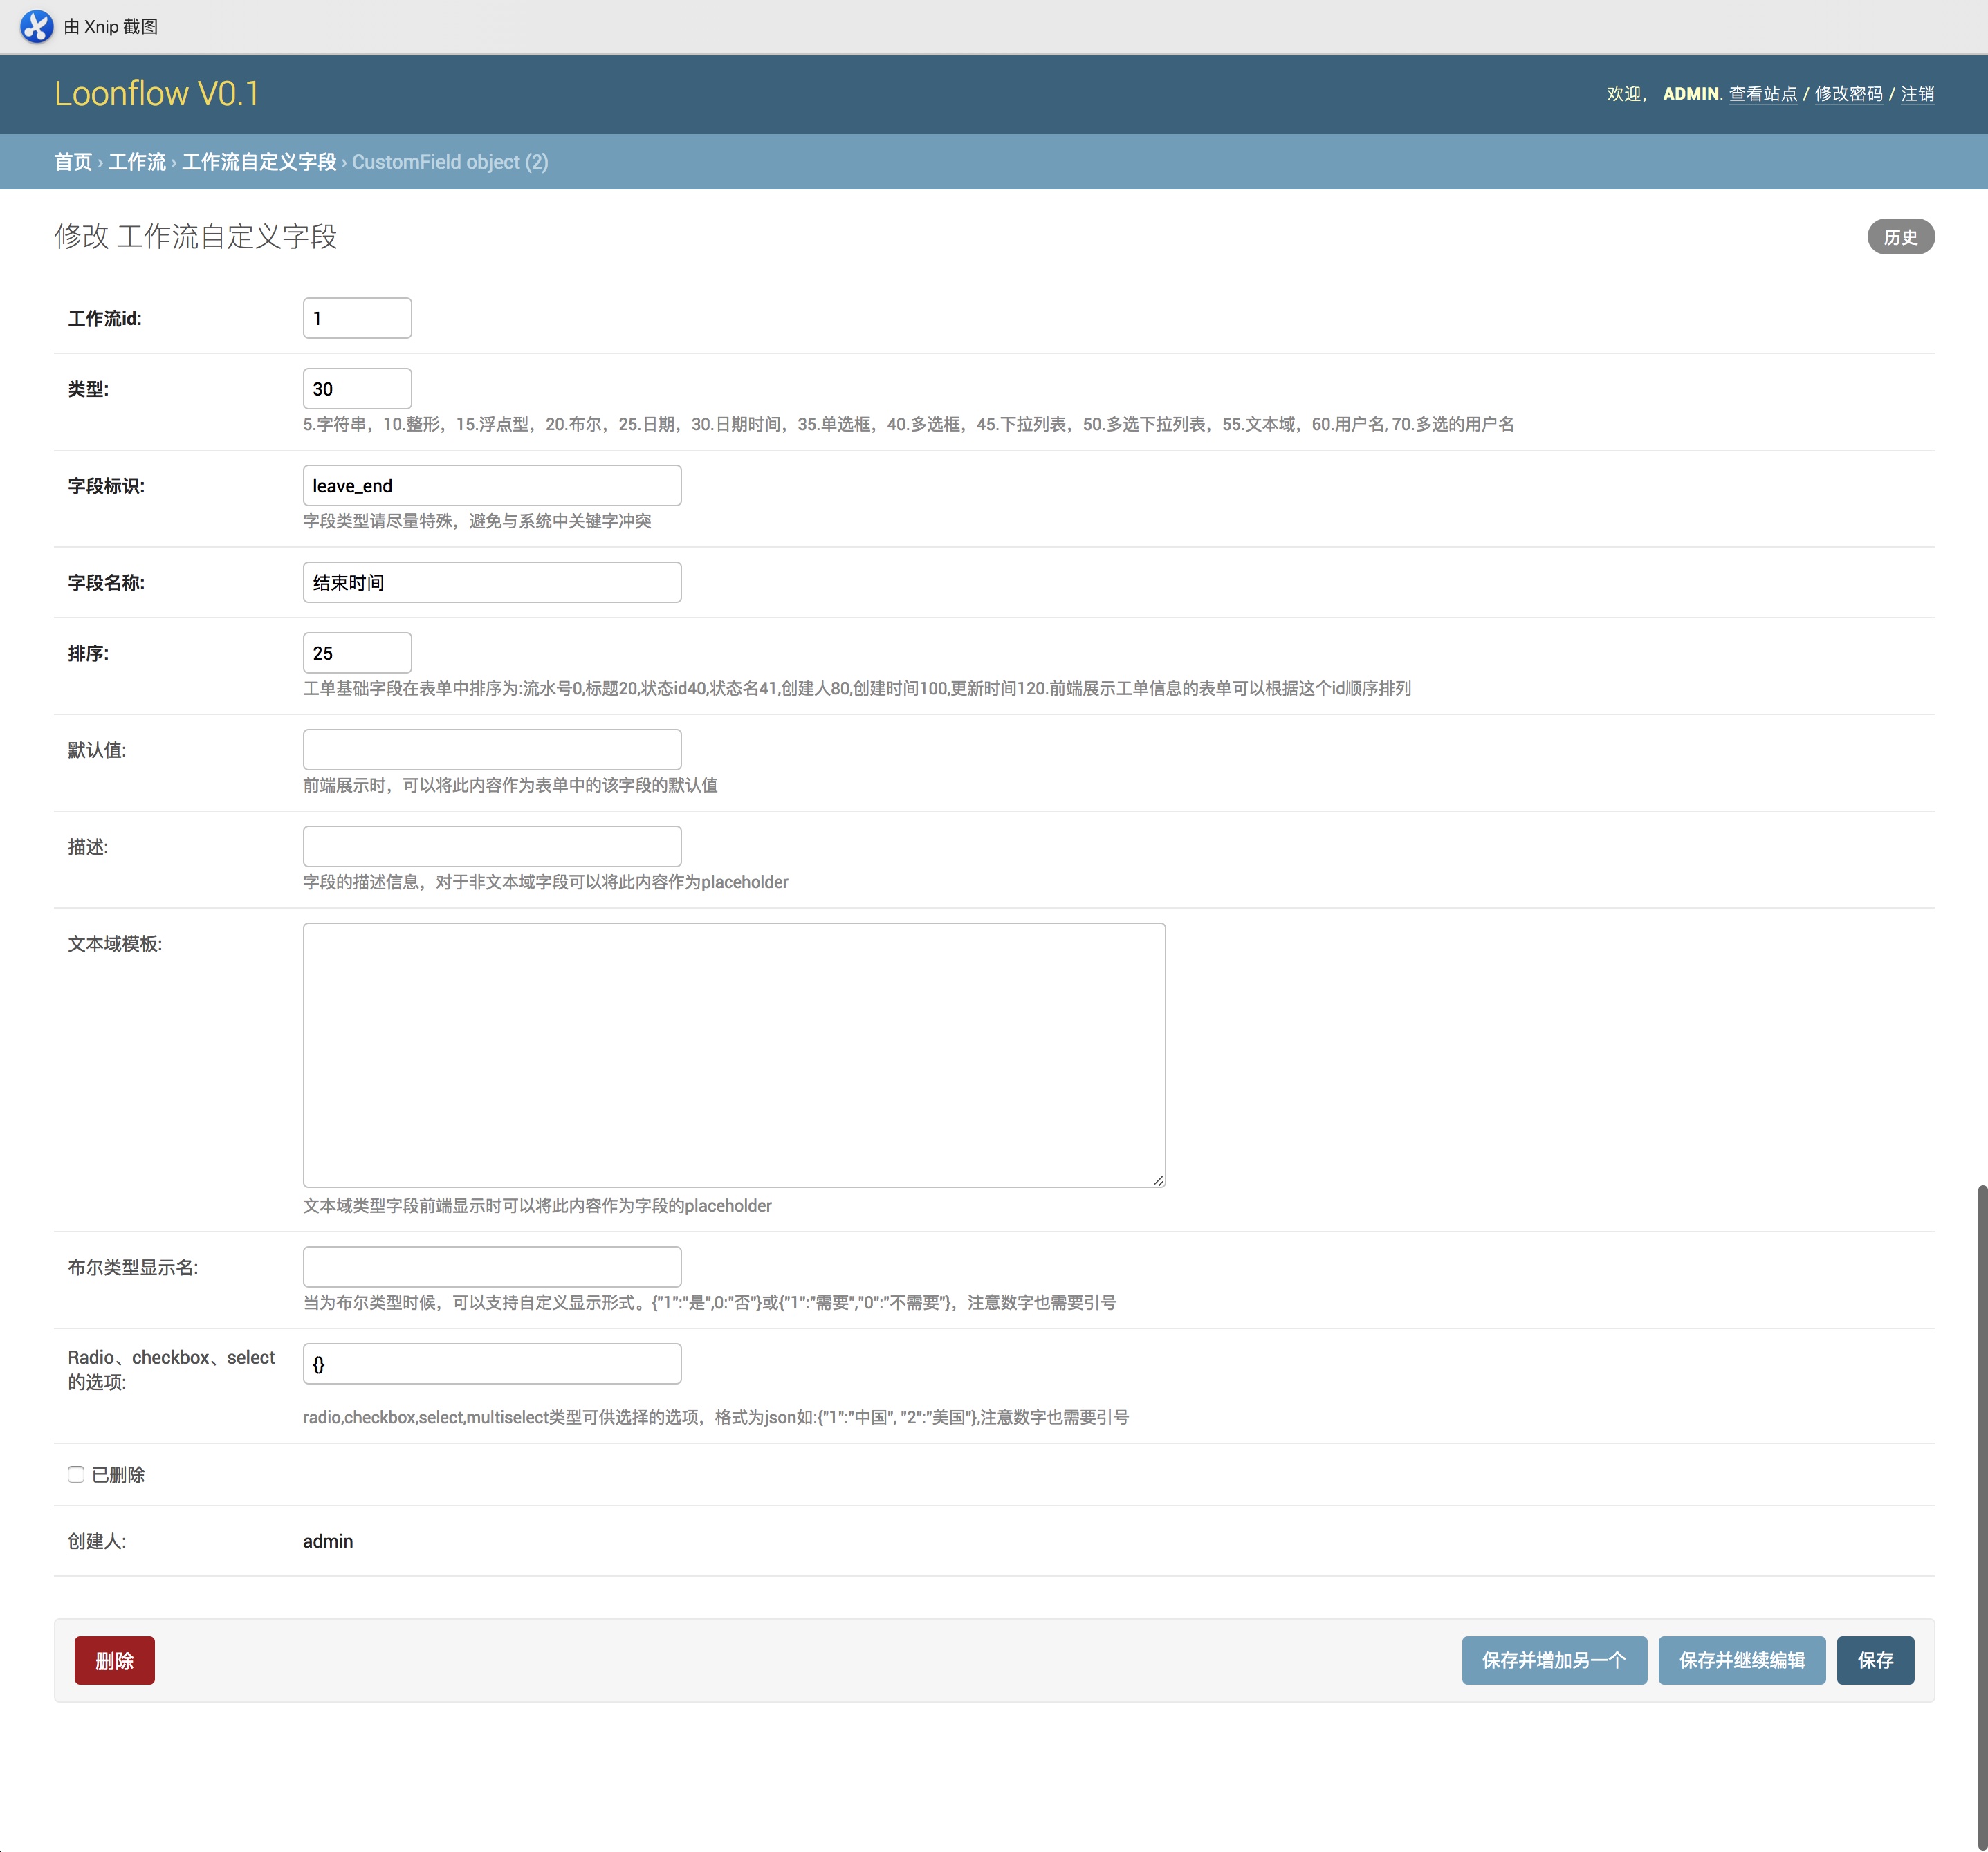 由 Xnip 截图
Loonflow V0.1
欢迎， ADMIN. 查看站点 / 修改密码 / 注销
首页 › 工作流 › 工作流自定义字段 › CustomField object (2)
修改 工作流自定义字段
历史
工作流id:
1
类型:
30
5.字符串，10.整形，15.浮点型，20.布尔，25.日期，30.日期时间，35.单选框，40.多选框，45.下拉列表，50.多选下拉列表，55.文本域，60.用户名, 70.多选的用户名
字段标识:
leave_end
字段类型请尽量特殊，避免与系统中关键字冲突
字段名称:
结束时间
排序:
25
工单基础字段在表单中排序为:流水号0,标题20,状态id40,状态名41,创建人80,创建时间100,更新时间120.前端展示工单信息的表单可以根据这个id顺序排列
默认值:
前端展示时，可以将此内容作为表单中的该字段的默认值
描述:
字段的描述信息，对于非文本域字段可以将此内容作为placeholder
文本域模板:
文本域类型字段前端显示时可以将此内容作为字段的placeholder
布尔类型显示名:
当为布尔类型时候，可以支持自定义显示形式。{"1":"是",0:"否"}或{"1":"需要","0":"不需要"}，注意数字也需要引号
Radio、checkbox、select
的选项:
{}
radio,checkbox,select,multiselect类型可供选择的选项，格式为json如:{"1":"中国", "2":"美国"},注意数字也需要引号
已删除
创建人:
admin
删除
保存并增加另一个
保存并继续编辑
保存